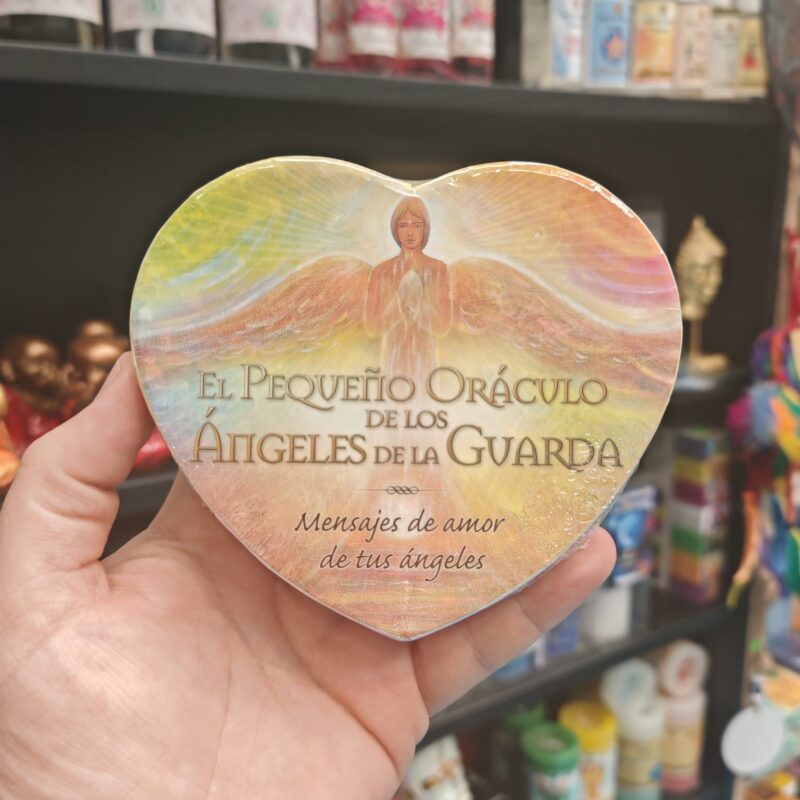 El Pequeño Oráculo
de los
Ángeles de la Guarda
Mensajes de amor
de tus ángeles